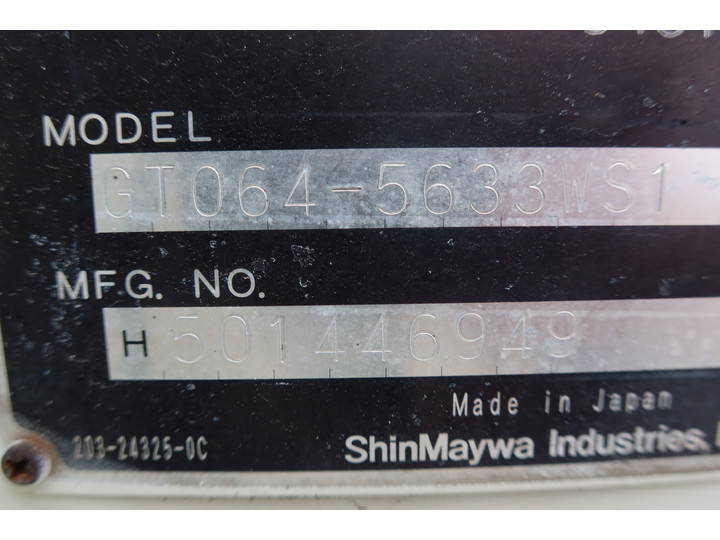 MODEL
GT064-5633WS1
MFG. NO.
H 501446949
Made in Japan
203-24325-0C
ShinMaywa Industries,